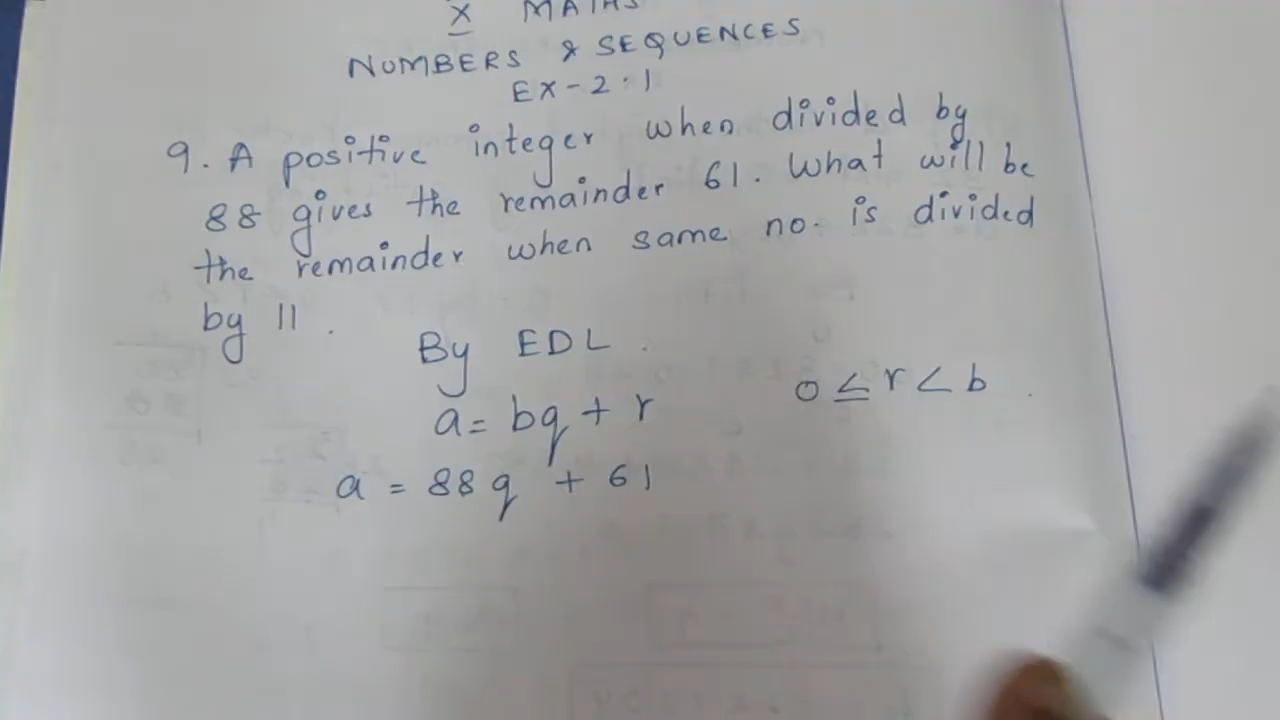 X MATHS
NUMBERS & SEQUENCES
EX-2.1
9. A positive integer when divided by
88 gives the remainder 61. What will be
the remainder when same no. is divided
by 11.
By EDL.
a = bq + r 0 ≤ r < b.
a = 88q + 61